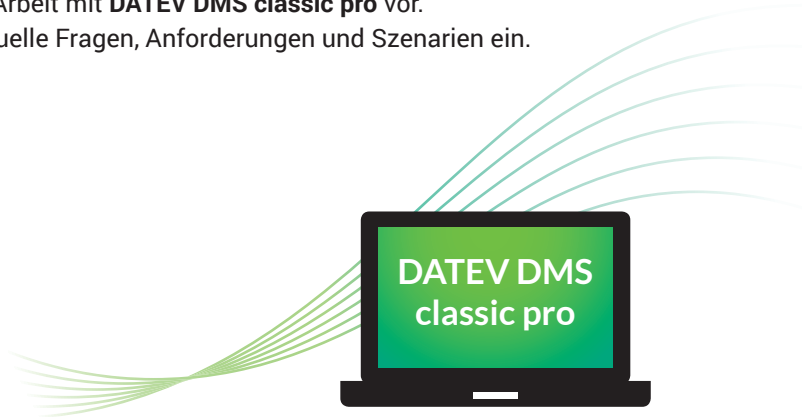 Arbeit mit DATEV DMS classic pro vor.
uelle Fragen, Anforderungen und Szenarien ein.
DATEV DMS
classic pro